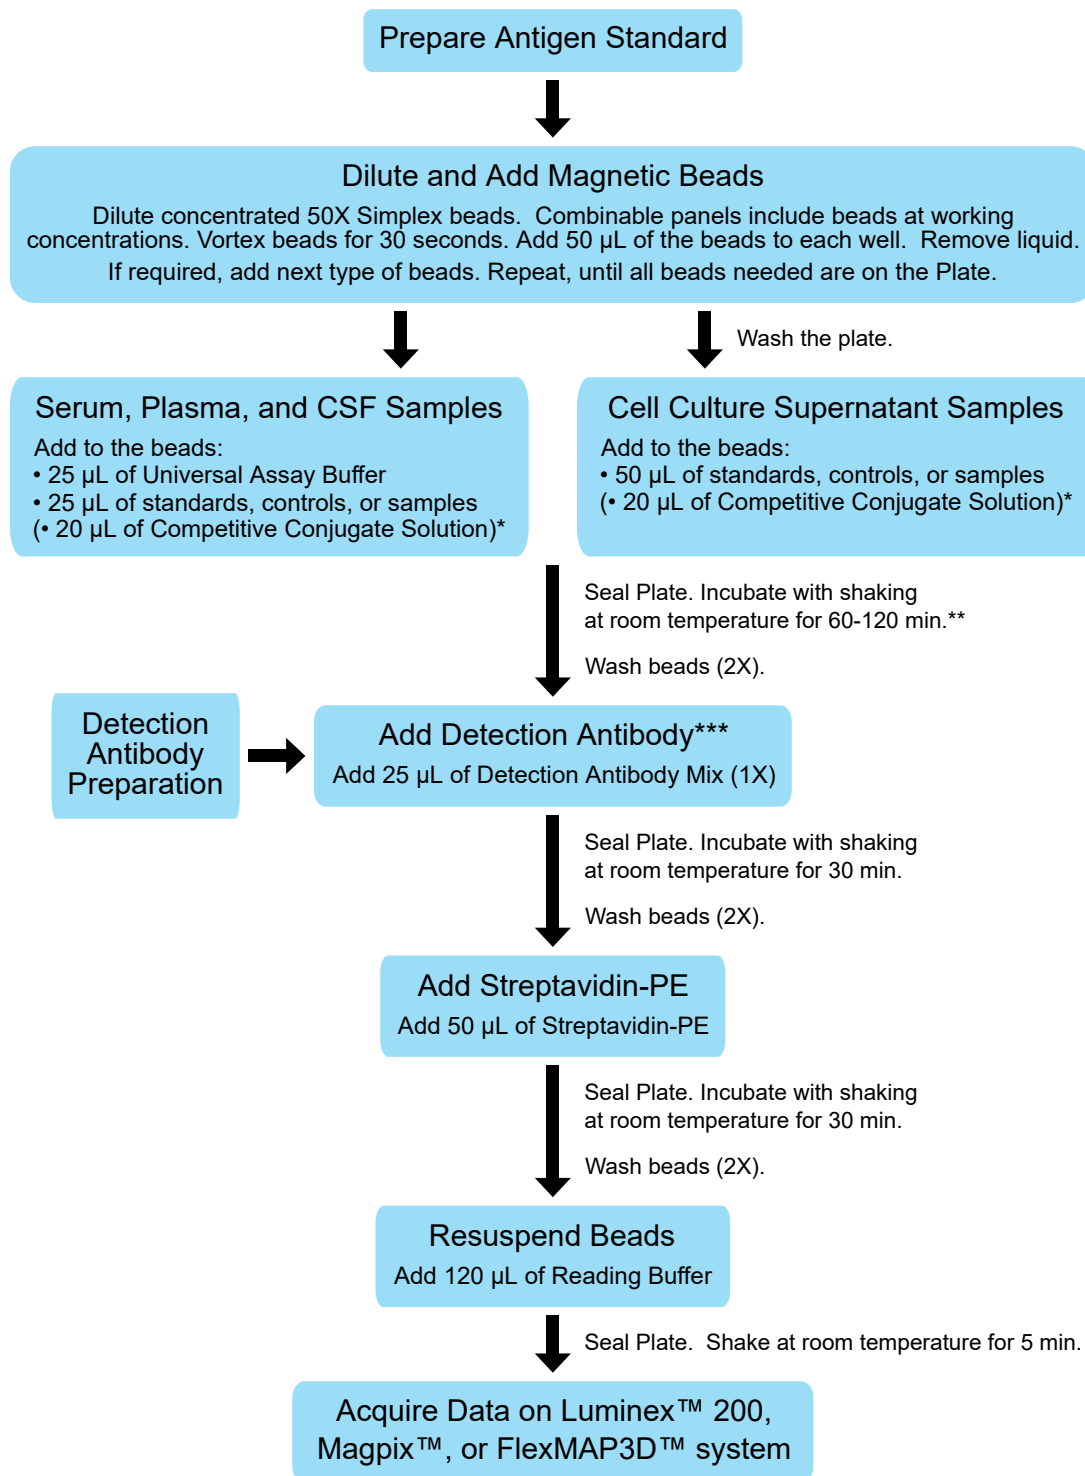 Prepare Antigen Standard
Dilute and Add Magnetic Beads
Dilute concentrated 50X Simplex beads.  Combinable panels include beads at working
concentrations. Vortex beads for 30 seconds. Add 50 µL of the beads to each well.  Remove liquid.
If required, add next type of beads. Repeat, until all beads needed are on the Plate.
Wash the plate.
Serum, Plasma, and CSF Samples
Add to the beads:
• 25 µL of Universal Assay Buffer
• 25 µL of standards, controls, or samples
(• 20 µL of Competitive Conjugate Solution)*
Cell Culture Supernatant Samples
Add to the beads:
• 50 µL of standards, controls, or samples
(• 20 µL of Competitive Conjugate Solution)*
Seal Plate. Incubate with shaking
at room temperature for 60-120 min.**
Wash beads (2X).
Detection
Antibody
Preparation
Add Detection Antibody***
Add 25 µL of Detection Antibody Mix (1X)
Seal Plate. Incubate with shaking
at room temperature for 30 min.
Wash beads (2X).
Add Streptavidin-PE
Add 50 µL of Streptavidin-PE
Seal Plate. Incubate with shaking
at room temperature for 30 min.
Wash beads (2X).
Resuspend Beads
Add 120 µL of Reading Buffer
Seal Plate.  Shake at room temperature for 5 min.
Acquire Data on Luminex™ 200,
Magpix™, or FlexMAP3D™ system